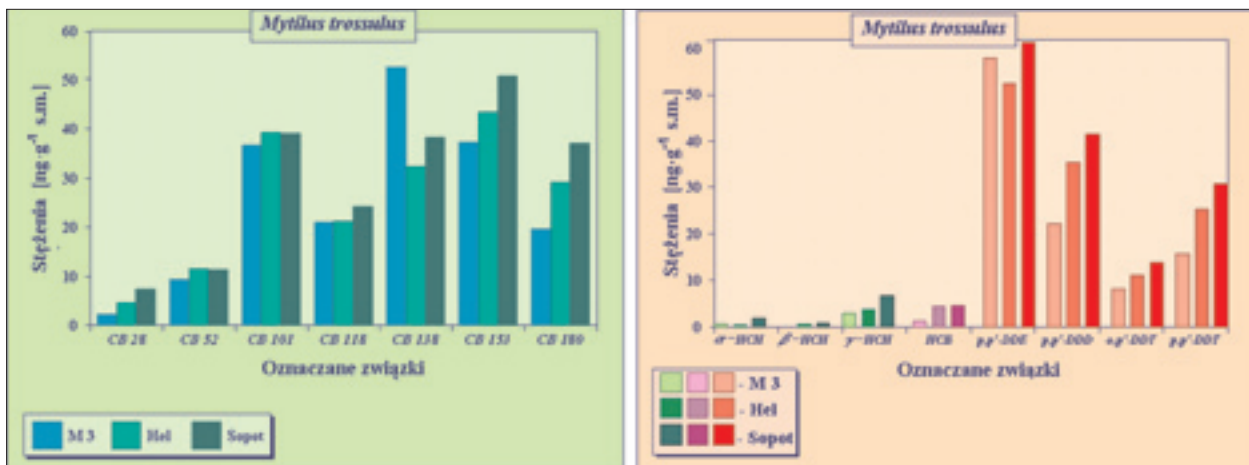 Mytilus trossulus
Stężenia [ng·g⁻¹ s.m.]
60
50
40
30
20
10
0
CB 28 CB 52 CB 101 CB 118 CB 138 CB 153 CB 180
Oznaczane związki
M 3 Hel Sopot
Mytilus trossulus
Stężenia [ng·g⁻¹ s.m.]
60
50
40
30
20
10
0
α-HCH β-HCH γ-HCH HCB p,p'-DDE p,p'-DDD o,p'-DDT p,p'-DDT
Oznaczane związki
- M 3
- Hel
- Sopot